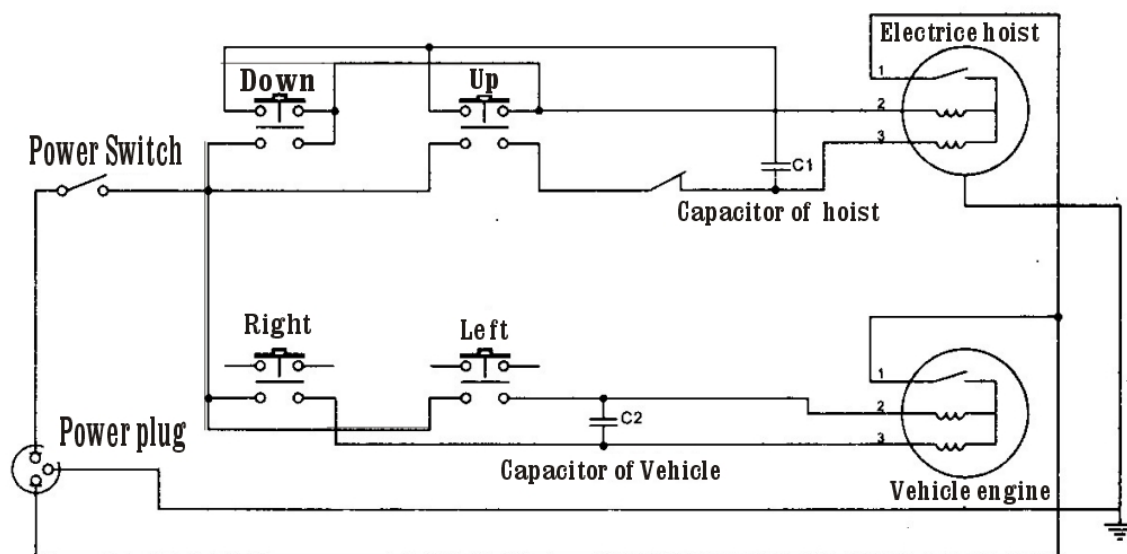 Electrice hoist
Down
Up
1
2
3
Power Switch
C1
Capacitor of hoist
Right
Left
1
2
C2
3
Power plug
Capacitor of Vehicle
Vehicle engine